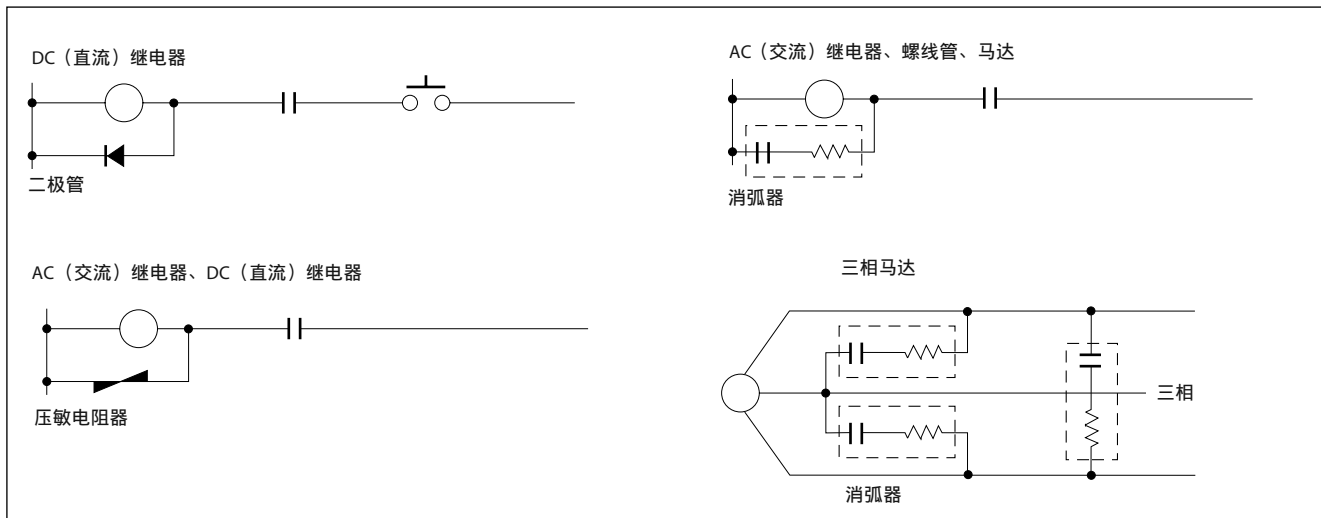 DC（直流）继电器
二极管
AC（交流）继电器、螺线管、马达
消弧器
AC（交流）继电器、DC（直流）继电器
压敏电阻器
三相马达
三相
消弧器